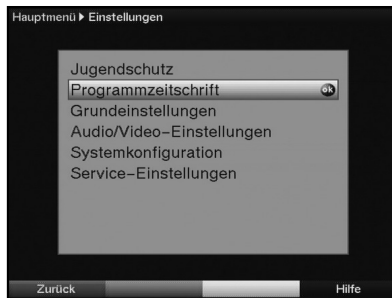 Hauptmenü ▶ Einstellungen
Jugendschutz
Programmzeitschrift ok
Grundeinstellungen
Audio/Video-Einstellungen
Systemkonfiguration
Service-Einstellungen
Zurück Hilfe